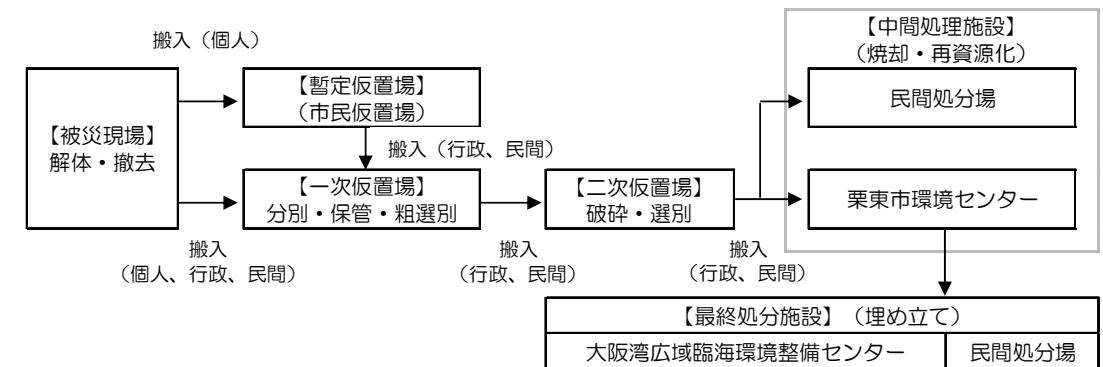 搬入（個人）
【被災現場】
解体・撤去
【暫定仮置場】
（市民仮置場）
搬入（行政、民間）
【一次仮置場】
分別・保管・粗選別
搬入
（個人、行政、民間）
搬入
（行政、民間）
【二次仮置場】
破砕・選別
搬入
（行政、民間）
【中間処理施設】
（焼却・再資源化）
民間処分場
栗東市環境センター
【最終処分施設】（埋め立て）
大阪湾広域臨海環境整備センター
民間処分場